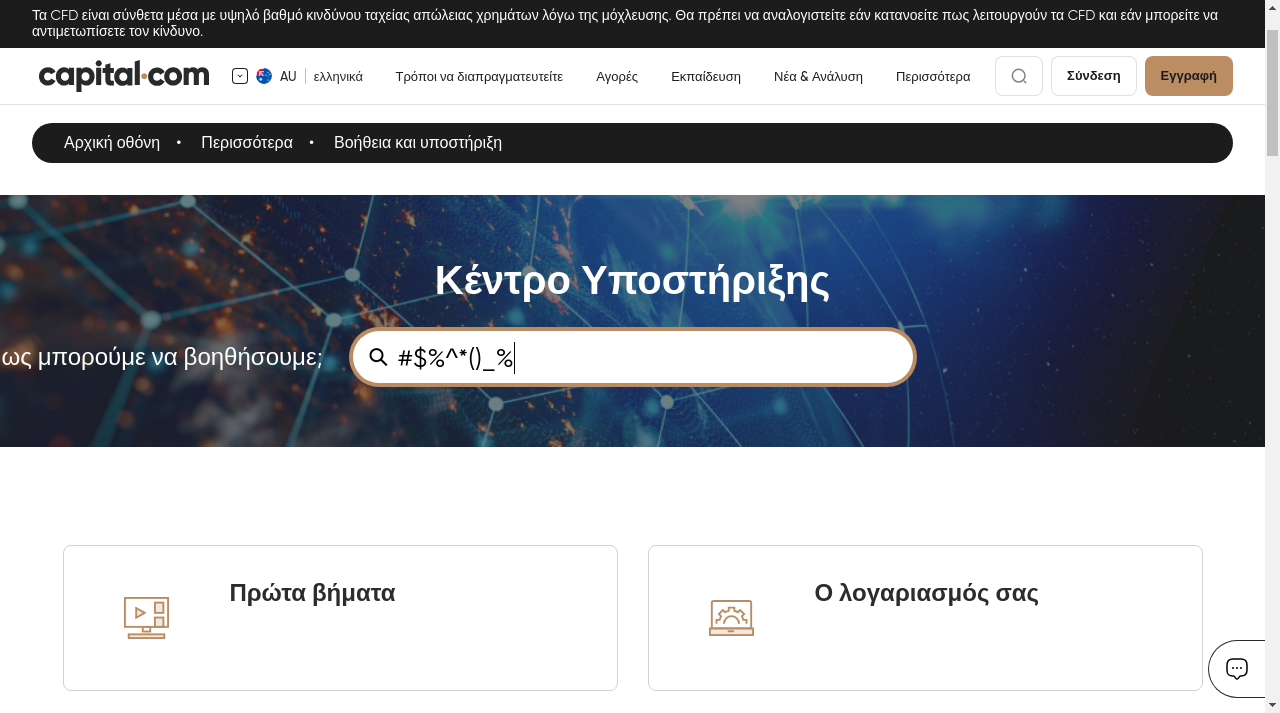 Τα CFD είναι σύνθετα μέσα με υψηλό βαθμό κινδύνου ταχείας απώλειας χρημάτων λόγω της μόχλευσης. Θα πρέπει να αναλογιστείτε εάν κατανοείτε πως λειτουργούν τα CFD και εάν μπορείτε να
αντιμετωπίσετε τον κίνδυνο.
capital.com
AU
ελληνικά
Τρόποι να διαπραγματευτείτε
Αγορές
Εκπαίδευση
Νέα & Ανάλυση
Περισσότερα
Σύνδεση
Εγγραφή
Αρχική οθόνη • Περισσότερα • Βοήθεια και υποστήριξη
Κέντρο Υποστήριξης
ως μπορούμε να βοηθήσουμε;
#$%^*()_%
Πρώτα βήματα
Ο λογαριασμός σας